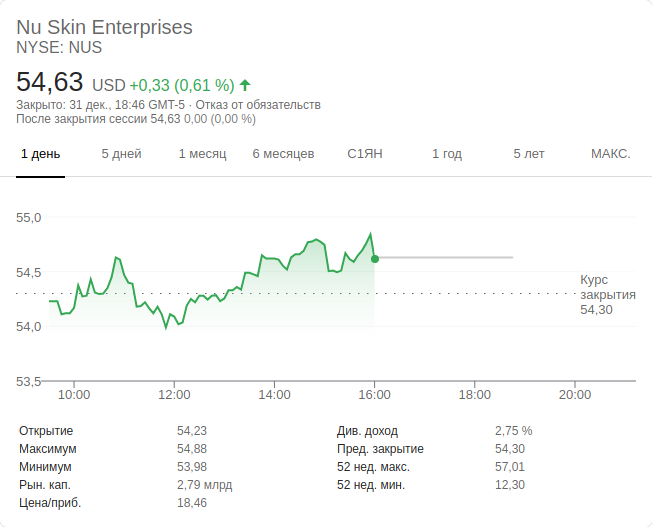 Nu Skin Enterprises
NYSE: NUS
54,63 USD +0,33 (0,61 %)
Закрыто: 31 дек., 18:46 GMT-5 · Отказ от обязательств
После закрытия сессии 54,63 0,00 (0,00 %)
1 день 5 дней 1 месяц 6 месяцев С1ЯН 1 год 5 лет МАКС.
55,0
54,5
Курс
закрытия
54,30
54,0
53,5
10:00 12:00 14:00 16:00 18:00 20:00
Открытие 54,23 Див. доход 2,75 %
Максимум 54,88 Пред. закрытие 54,30
Минимум 53,98 52 нед. макс. 57,01
Рын. кап. 2,79 млрд 52 нед. мин. 12,30
Цена/приб. 18,46